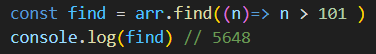 const find = arr.find((n)=> n > 101 )
console.log(find) // 5648